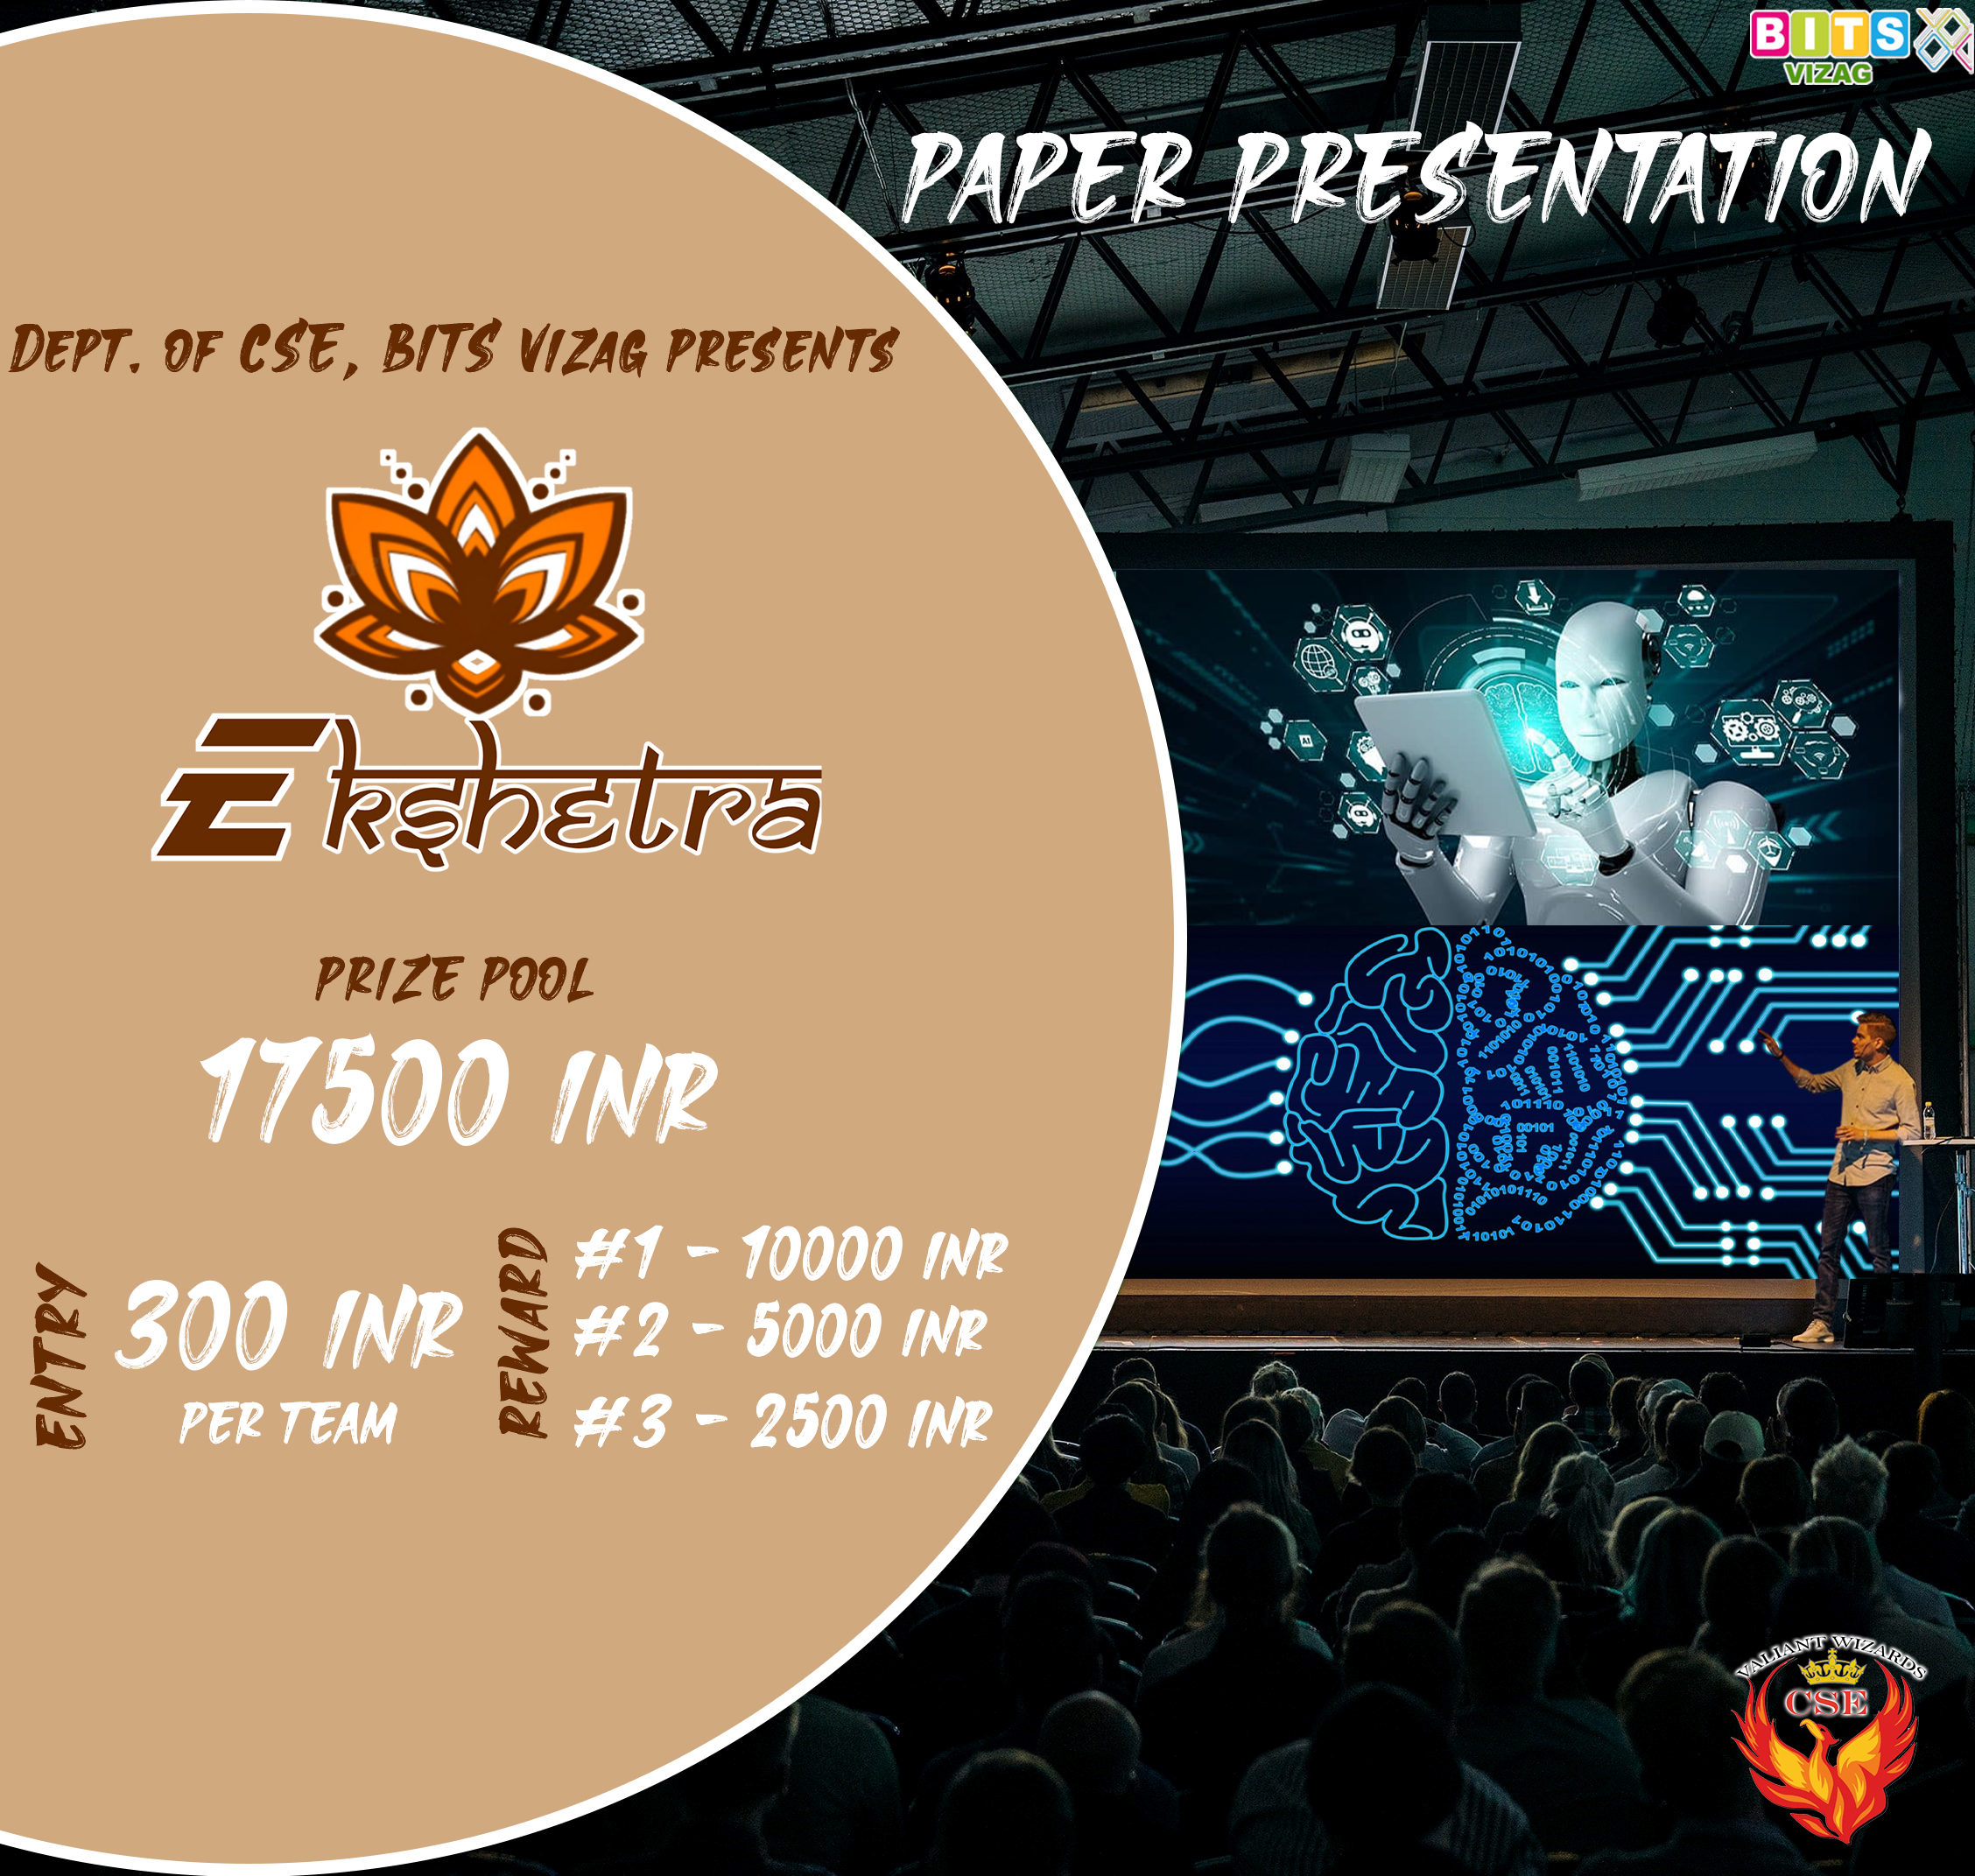 BITS
VIZAG
PAPER PRESENTATION
DEPT. OF CSE, BITS VIZAG PRESENTS
Ekshetra
PRIZE POOL
17500 INR
ENTRY
300 INR
PER TEAM
REWARD
#1 - 10000 INR
#2 - 5000 INR
#3 - 2500 INR
AI
VALIANT WIZARDS
CSE